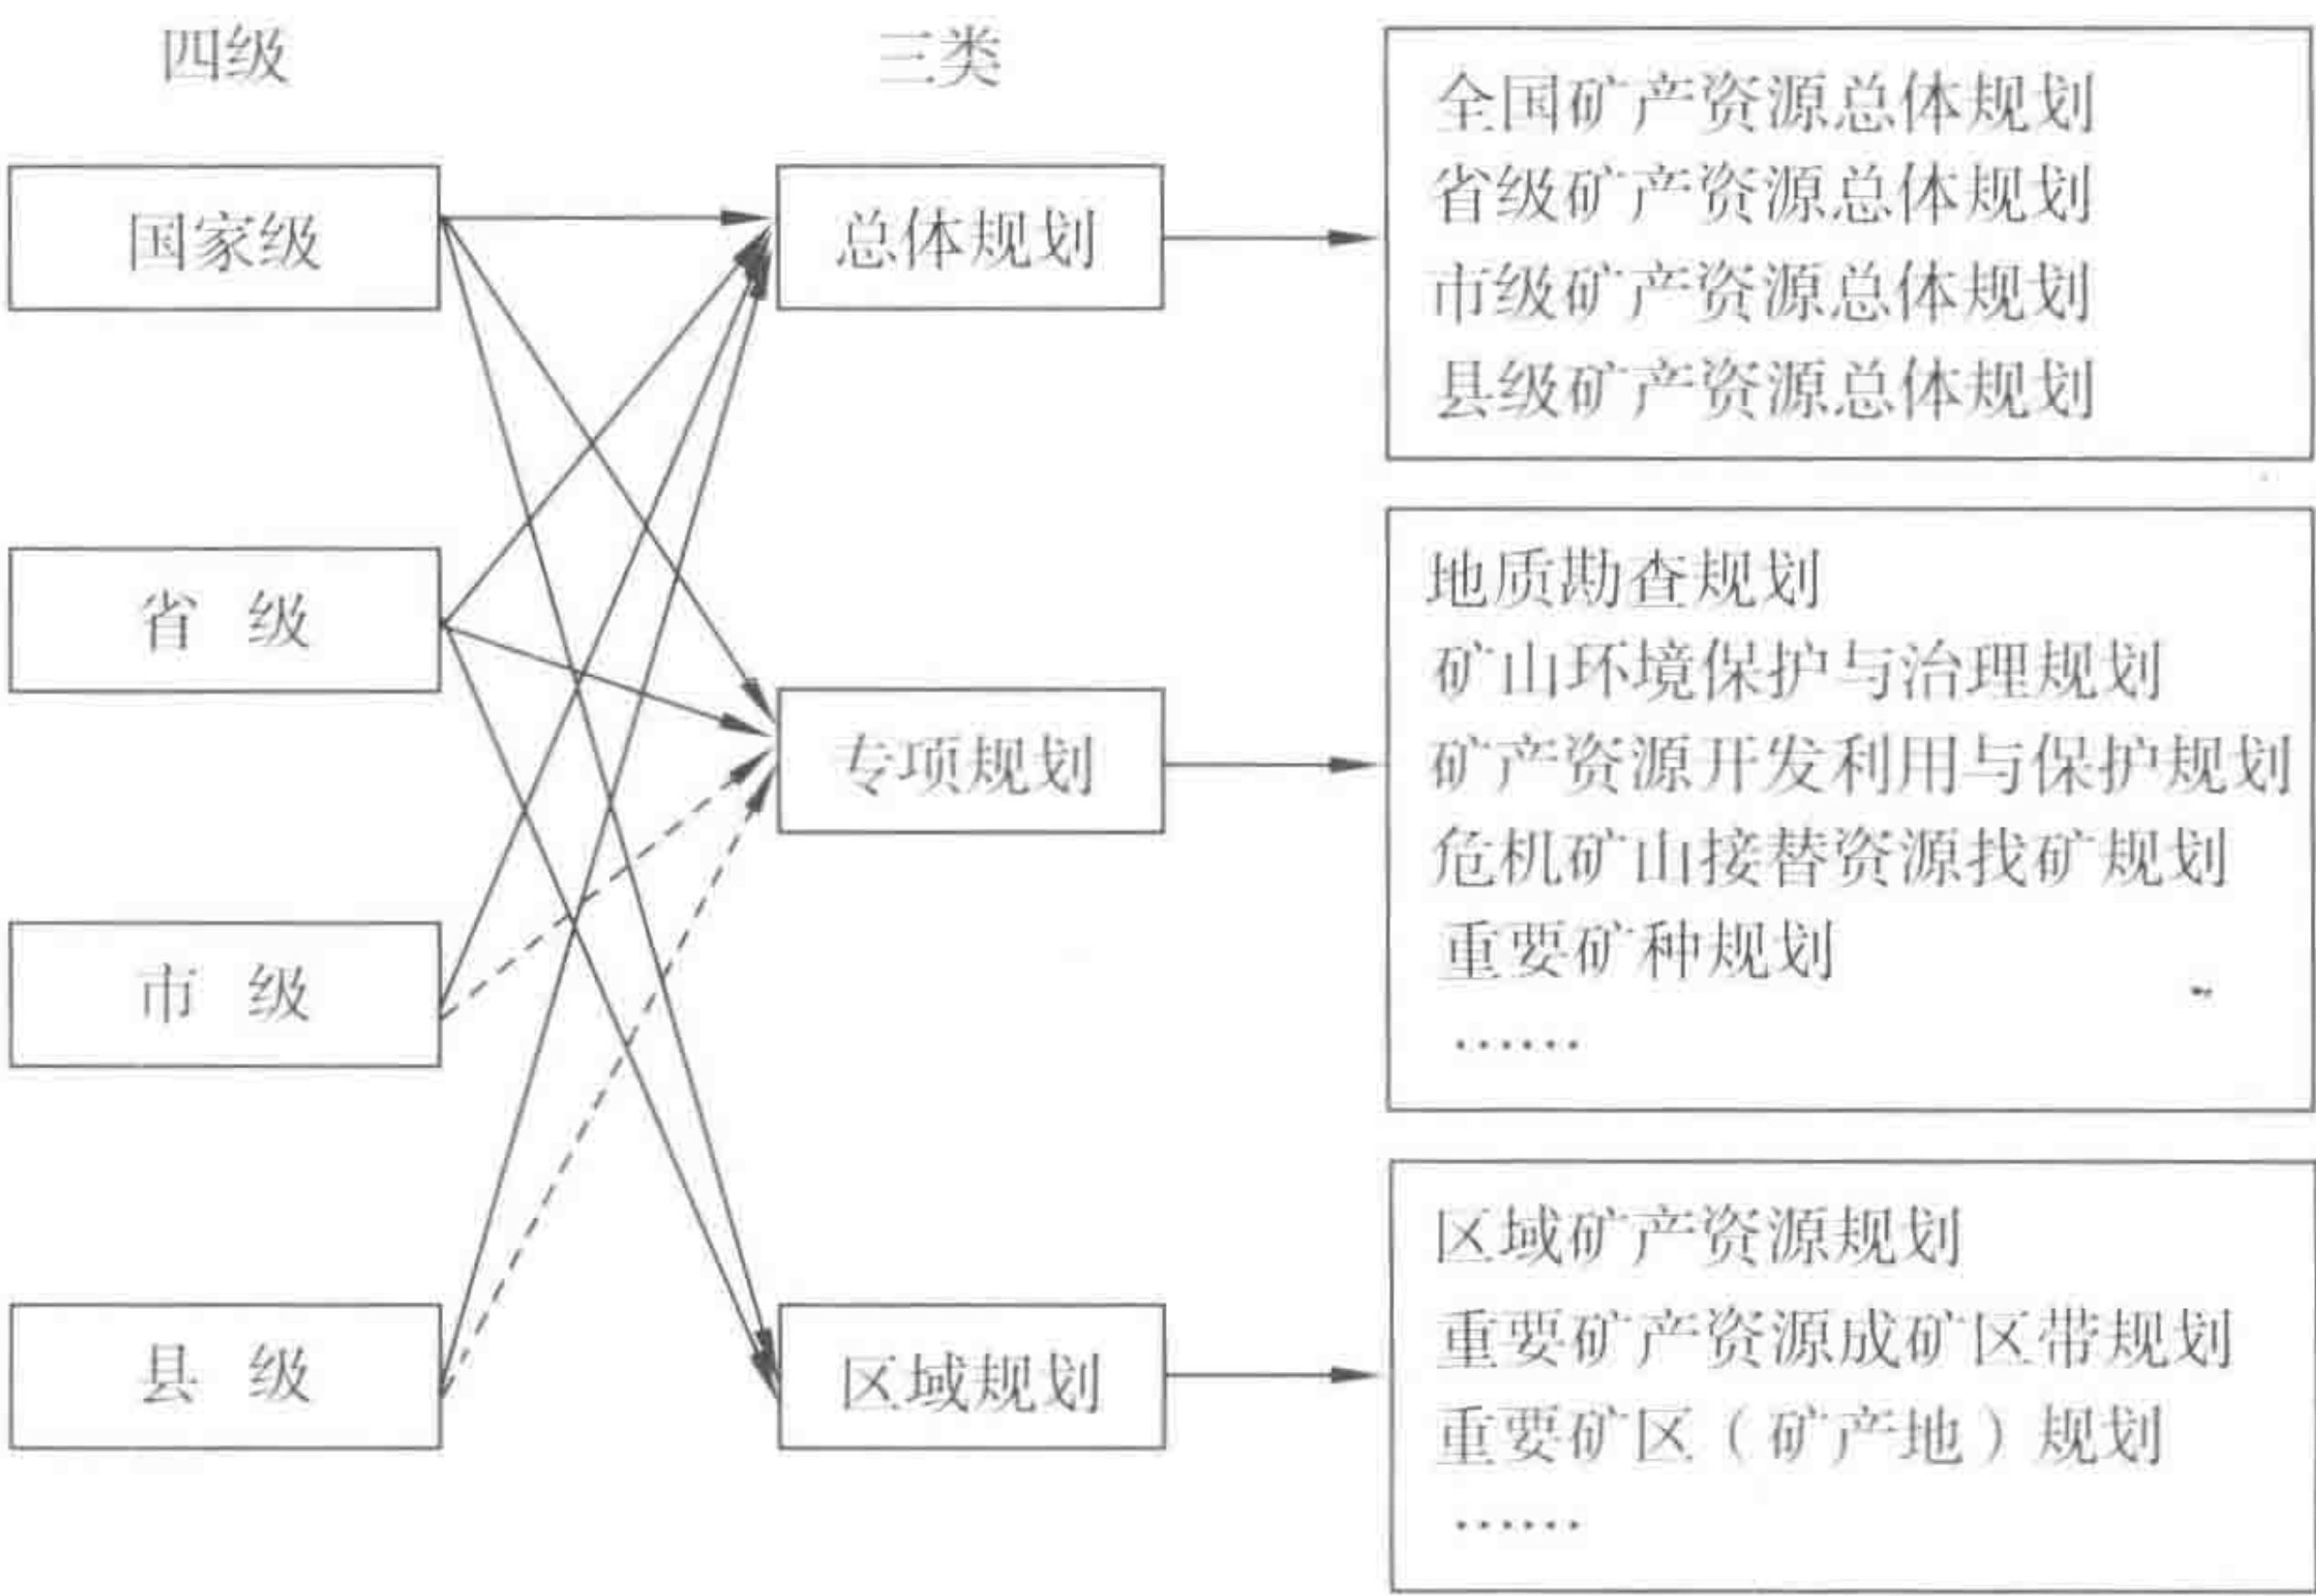 四级
三类
国家级
省 级
市 级
县 级
总体规划
专项规划
区域规划
全国矿产资源总体规划
省级矿产资源总体规划
市级矿产资源总体规划
县级矿产资源总体规划
地质勘查规划
矿山环境保护与治理规划
矿产资源开发利用与保护规划
危机矿山接替资源找矿规划
重要矿种规划
……
区域矿产资源规划
重要矿产资源成矿区带规划
重要矿区（矿产地）规划
……